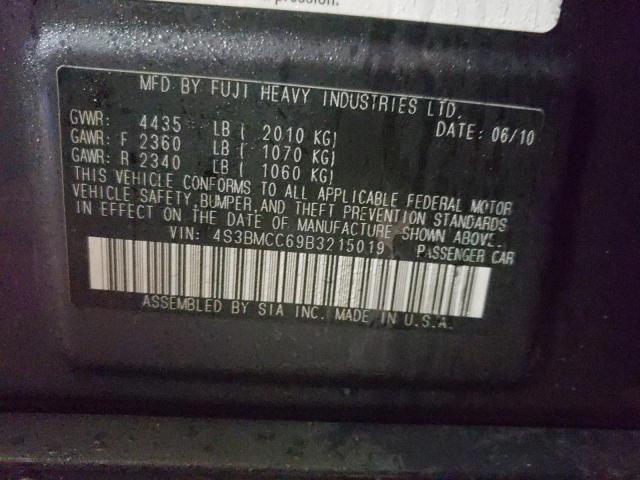 pression.
MFD BY FUJI HEAVY INDUSTRIES LTD.
GVWR: 4435 LB ( 2010 KG) DATE: 06/10
GAWR: F 2360 LB ( 1070 KG)
GAWR: R 2340 LB ( 1060 KG)
THIS VEHICLE CONFORMS TO ALL APPLICABLE FEDERAL MOTOR
VEHICLE SAFETY, BUMPER, AND THEFT PREVENTION STANDARDS
IN EFFECT ON THE DATE OF MANUFACTURE SHOWN ABOVE.
VIN: 4S3BMCC69B3215019 PASSENGER CAR
ASSEMBLED BY SIA INC. MADE IN U.S.A.